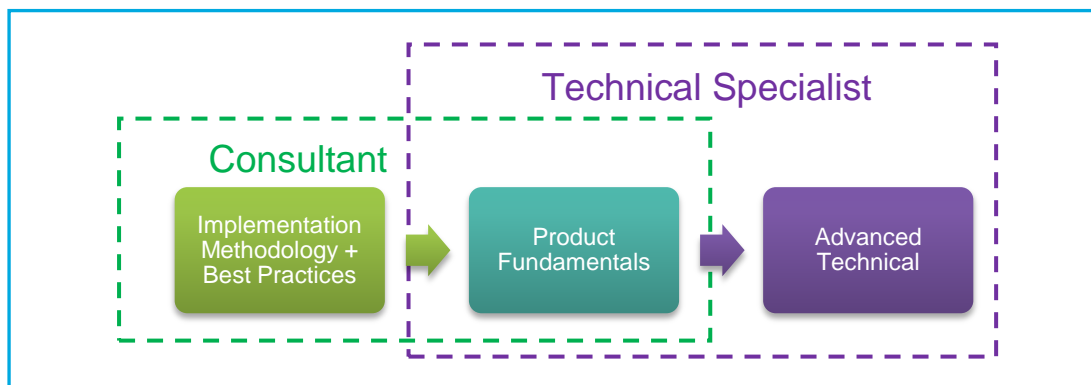 Technical Specialist
Consultant
Implementation
Methodology +
Best Practices
Product
Fundamentals
Advanced
Technical